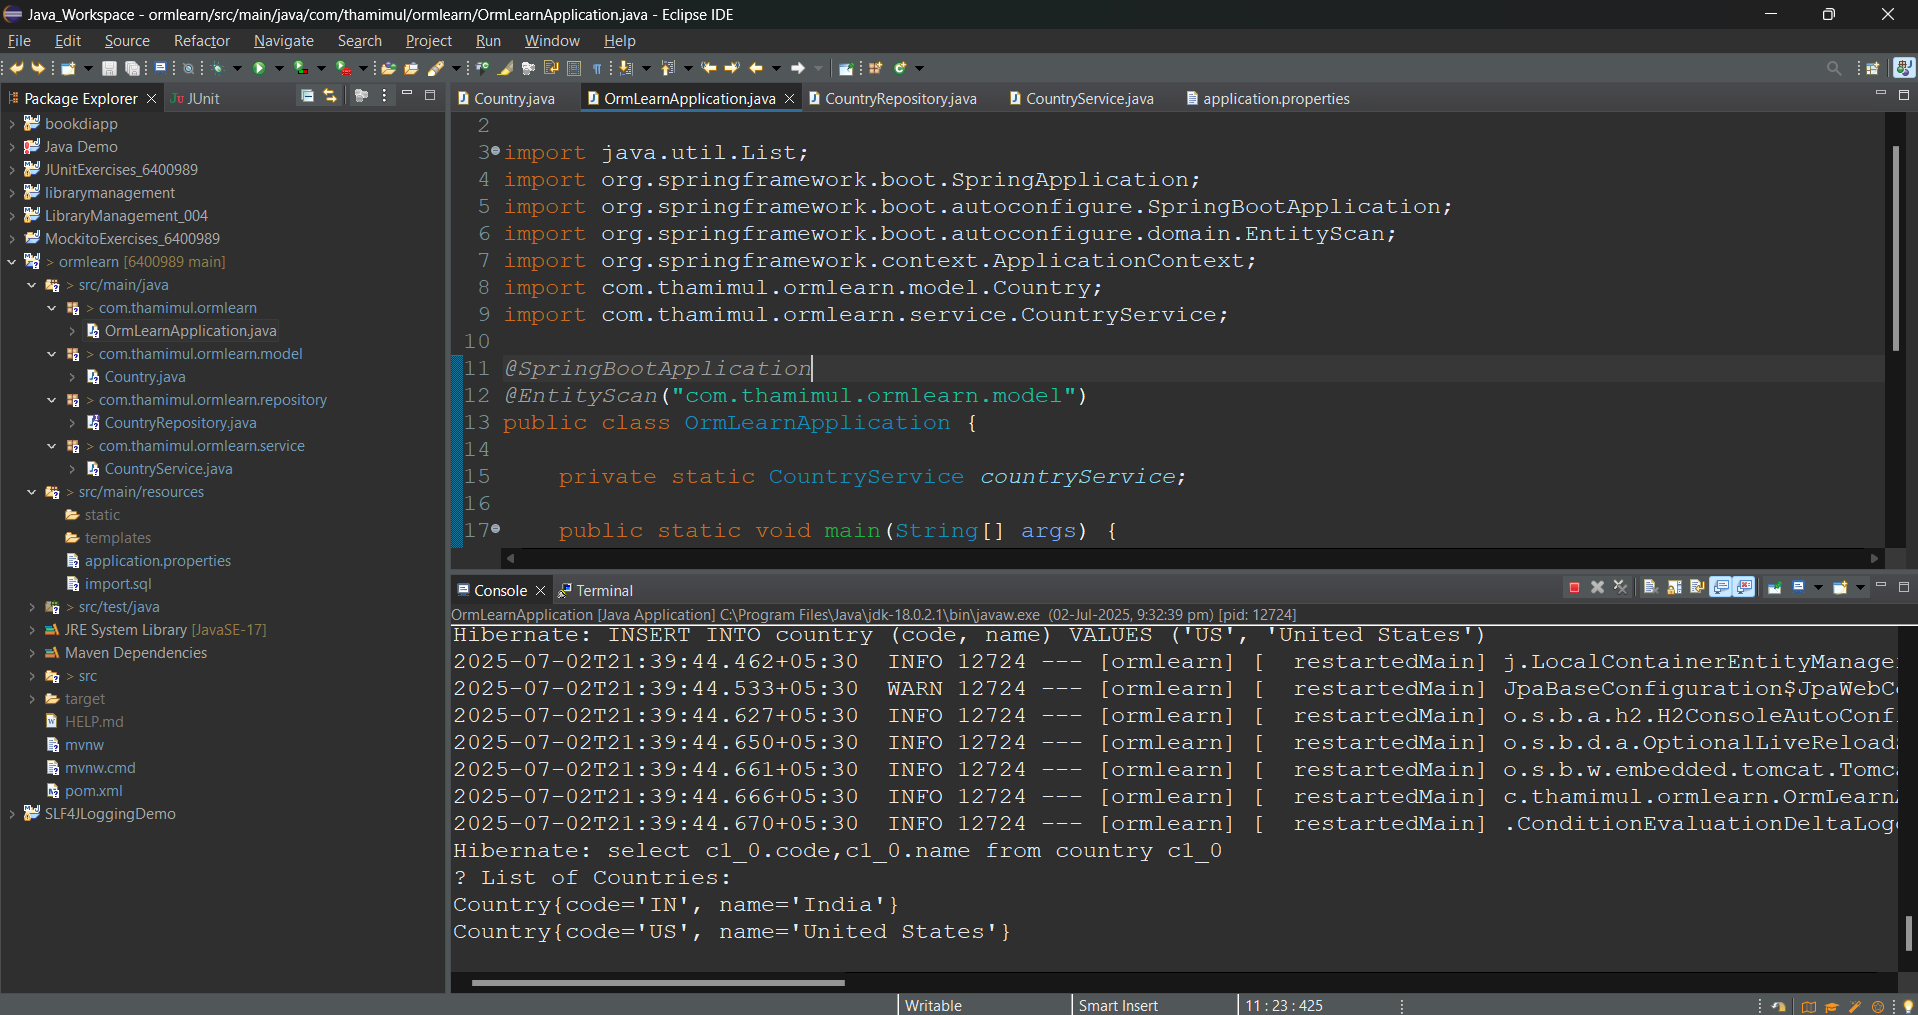 Java_Workspace - ormlearn/src/main/java/com/thamimul/ormlearn/OrmLearnApplication.java - Eclipse IDE
File Edit Source Refactor Navigate Search Project Run Window Help
Package Explorer
JUnit
bookdiapp
Java Demo
JUnitExercises_6400989
librarymanagement
LibraryManagement_004
MockitoExercises_6400989
> ormlearn [6400989 main]
> src/main/java
> com.thamimul.ormlearn
OrmLearnApplication.java
> com.thamimul.ormlearn.model
Country.java
> com.thamimul.ormlearn.repository
CountryRepository.java
> com.thamimul.ormlearn.service
CountryService.java
> src/main/resources
static
templates
application.properties
import.sql
> src/test/java
JRE System Library [JavaSE-17]
Maven Dependencies
> src
target
HELP.md
mvnw
mvnw.cmd
pom.xml
SLF4JLoggingDemo
Country.java OrmLearnApplication.java CountryRepository.java CountryService.java application.properties
2
3 import java.util.List;
4 import org.springframework.boot.SpringApplication;
5 import org.springframework.boot.autoconfigure.SpringBootApplication;
6 import org.springframework.boot.autoconfigure.domain.EntityScan;
7 import org.springframework.context.ApplicationContext;
8 import com.thamimul.ormlearn.model.Country;
9 import com.thamimul.ormlearn.service.CountryService;
10
11 @SpringBootApplication
12 @EntityScan("com.thamimul.ormlearn.model")
13 public class OrmLearnApplication {
14
15 private static CountryService countryService;
16
17 public static void main(String[] args) {
Console Terminal
OrmLearnApplication [Java Application] C:\Program Files\Java\jdk-18.0.2.1\bin\javaw.exe (02-Jul-2025, 9:32:39 pm) [pid: 12724]
Hibernate: INSERT INTO country (code, name) VALUES ('US', 'United States')
2025-07-02T21:39:44.462+05:30 INFO 12724 --- [ormlearn] [ restartedMain] j.LocalContainerEntityManage
2025-07-02T21:39:44.533+05:30 WARN 12724 --- [ormlearn] [ restartedMain] JpaBaseConfiguration$JpaWebC
2025-07-02T21:39:44.627+05:30 INFO 12724 --- [ormlearn] [ restartedMain] o.s.b.a.h2.H2ConsoleAutoConf
2025-07-02T21:39:44.650+05:30 INFO 12724 --- [ormlearn] [ restartedMain] o.s.b.d.a.OptionalLiveReload
2025-07-02T21:39:44.661+05:30 INFO 12724 --- [ormlearn] [ restartedMain] o.s.b.w.embedded.tomcat.Tomc
2025-07-02T21:39:44.666+05:30 INFO 12724 --- [ormlearn] [ restartedMain] c.thamimul.ormlearn.OrmLearn
2025-07-02T21:39:44.670+05:30 INFO 12724 --- [ormlearn] [ restartedMain] .ConditionEvaluationDeltaLog
Hibernate: select c1_0.code,c1_0.name from country c1_0
? List of Countries:
Country{code='IN', name='India'}
Country{code='US', name='United States'}
Writable Smart Insert 11 : 23 : 425